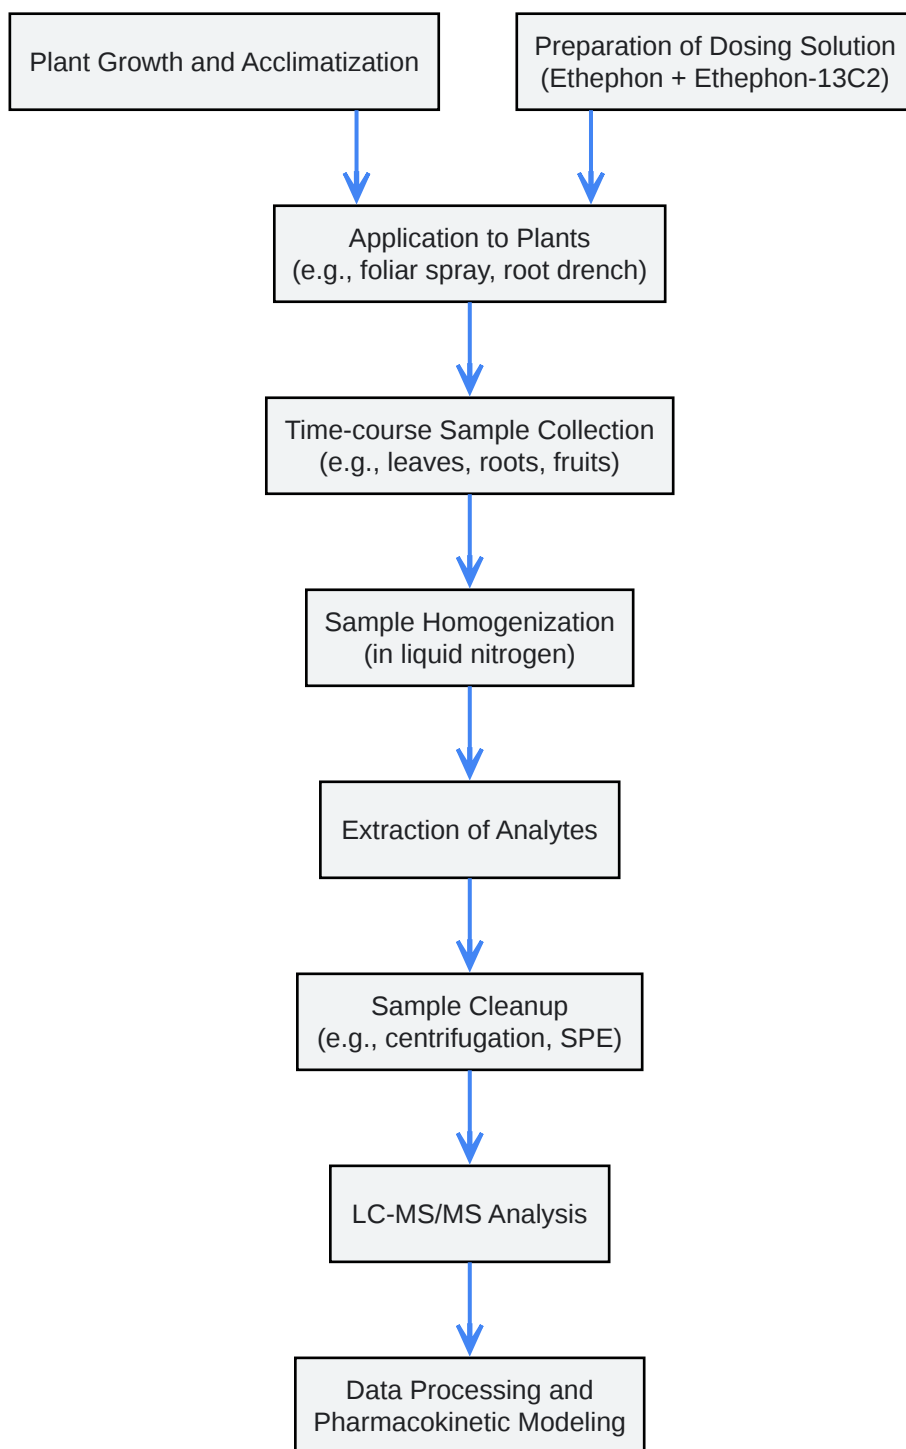 Plant Growth and Acclimatization
Preparation of Dosing Solution
(Ethephon + Ethephon-13C2)
Application to Plants
(e.g., foliar spray, root drench)
Time-course Sample Collection
(e.g., leaves, roots, fruits)
Sample Homogenization
(in liquid nitrogen)
Extraction of Analytes
Sample Cleanup
(e.g., centrifugation, SPE)
LC-MS/MS Analysis
Data Processing and
Pharmacokinetic Modeling